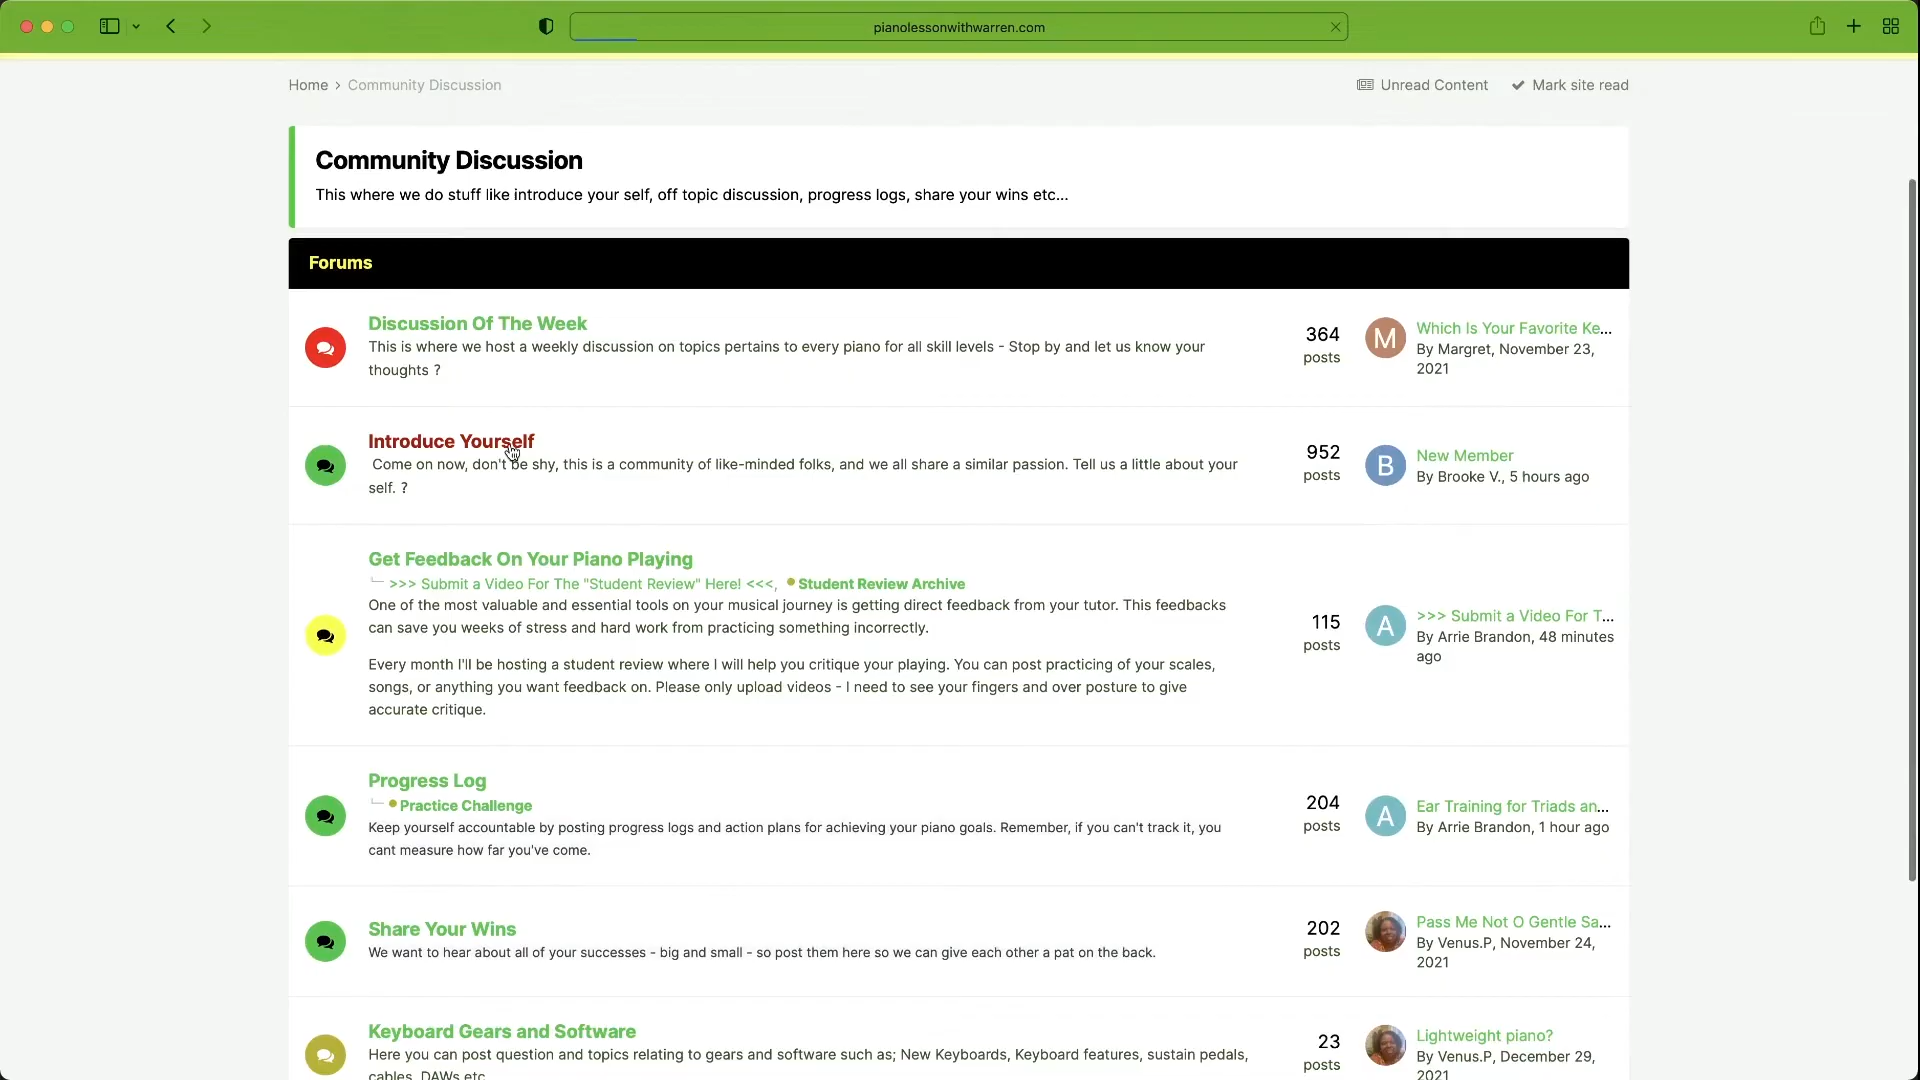 pianolessonwithwarren.com
Home › Community Discussion
Unread Content
Mark site read
Community Discussion
This where we do stuff like introduce your self, off topic discussion, progress logs, share your wins etc...
Forums
Discussion Of The Week
This is where we host a weekly discussion on topics pertains to every piano for all skill levels - Stop by and let us know your
thoughts ?
364
posts
M
Which Is Your Favorite Ke...
By Margret, November 23,
2021
Introduce Yourself
Come on now, don't be shy, this is a community of like-minded folks, and we all share a similar passion. Tell us a little about your
self. ?
952
posts
B
New Member
By Brooke V., 5 hours ago
Get Feedback On Your Piano Playing
>>> Submit a Video For The "Student Review" Here! <<<, Student Review Archive
One of the most valuable and essential tools on your musical journey is getting direct feedback from your tutor. This feedbacks
can save you weeks of stress and hard work from practicing something incorrectly.
Every month I'll be hosting a student review where I will help you critique your playing. You can post practicing of your scales,
songs, or anything you want feedback on. Please only upload videos - I need to see your fingers and over posture to give
accurate critique.
115
posts
A
>>> Submit a Video For T...
By Arrie Brandon, 48 minutes
ago
Progress Log
Practice Challenge
Keep yourself accountable by posting progress logs and action plans for achieving your piano goals. Remember, if you can't track it, you
cant measure how far you've come.
204
posts
A
Ear Training for Triads an...
By Arrie Brandon, 1 hour ago
Share Your Wins
We want to hear about all of your successes - big and small - so post them here so we can give each other a pat on the back.
202
posts
Pass Me Not O Gentle Sa...
By Venus.P, November 24,
2021
Keyboard Gears and Software
Here you can post question and topics relating to gears and software such as; New Keyboards, Keyboard features, sustain pedals,
cables, DAWs etc
23
posts
Lightweight piano?
By Venus.P, December 29,
2021